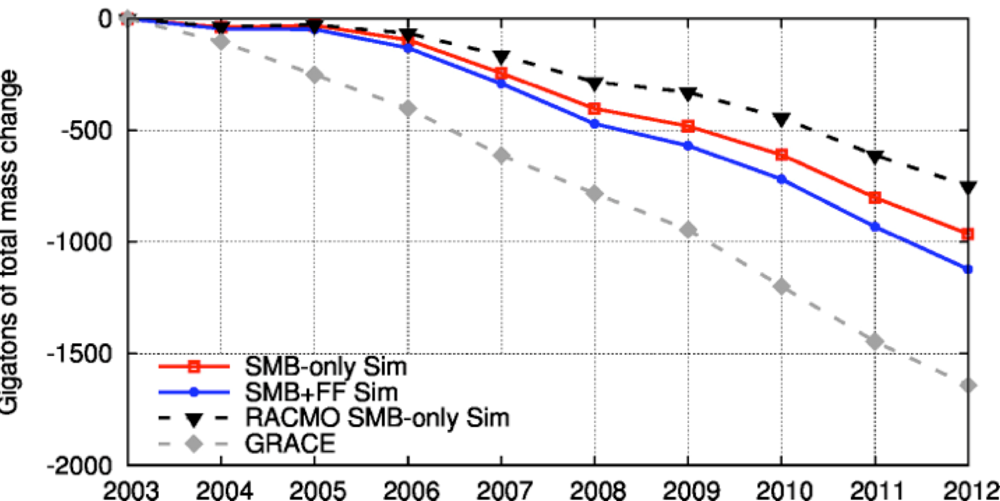 Gigatons of total mass change
0
-500
-1000
-1500
-2000
SMB-only Sim
SMB+FF Sim
RACMO SMB-only Sim
GRACE
2003 2004 2005 2006 2007 2008 2009 2010 2011 2012